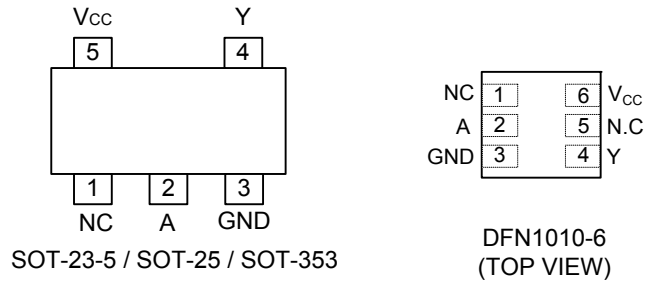 Vcc Y
5 4
1 2 3
NC A GND
SOT-23-5 / SOT-25 / SOT-353
NC 1 6 Vcc
A 2 5 N.C
GND 3 4 Y
DFN1010-6
(TOP VIEW)